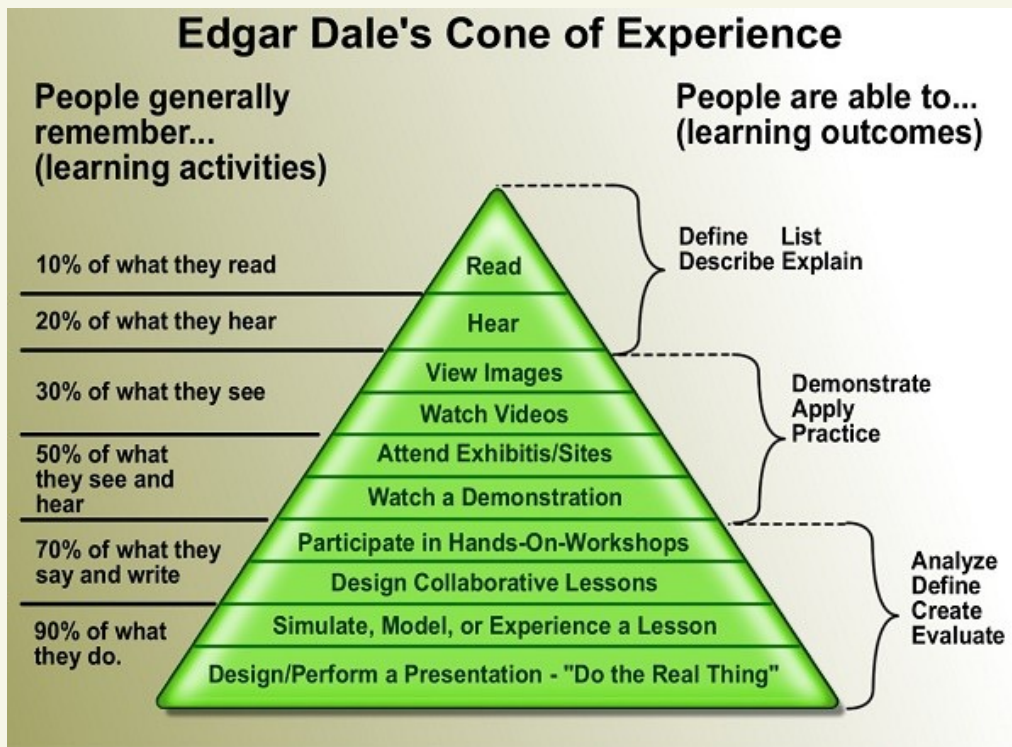 Edgar Dale's Cone of Experience
People generally
remember...
(learning activities)
People are able to...
(learning outcomes)
10% of what they read
20% of what they hear
30% of what they see
50% of what
they see and
hear
70% of what they
say and write
90% of what
they do.
Read
Hear
View Images
Watch Videos
Attend Exhibitis/Sites
Watch a Demonstration
Participate in Hands-On-Workshops
Design Collaborative Lessons
Simulate, Model, or Experience a Lesson
Design/Perform a Presentation - "Do the Real Thing"
Define List
Describe Explain
Demonstrate
Apply
Practice
Analyze
Define
Create
Evaluate